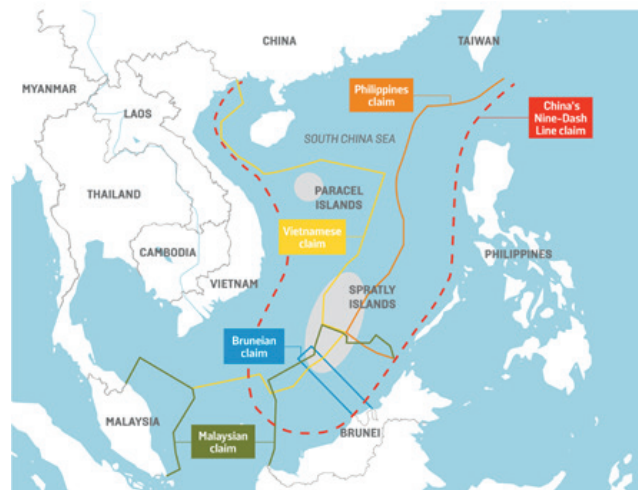 CHINA
TAIWAN
MYANMAR
LAOS
Philippines
claim
China's
Nine-Dash
Line claim
SOUTH CHINA SEA
THAILAND
PARACEL
ISLANDS
Vietnamese
claim
CAMBODIA
VIETNAM
PHILIPPINES
SPRATLY
ISLANDS
Bruneian
claim
MALAYSIA
Malaysian
claim
BRUNEI